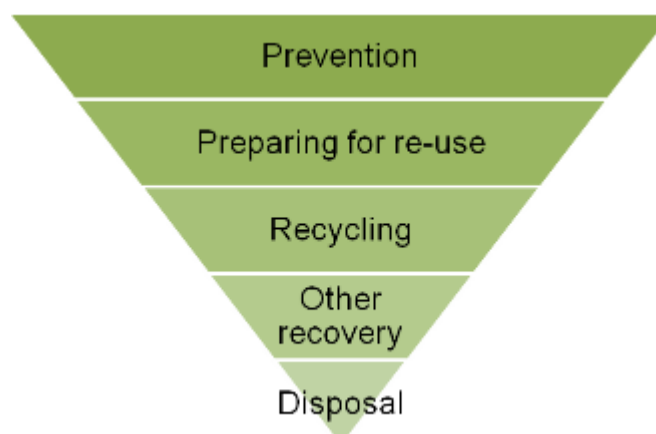 Prevention
Preparing for re-use
Recycling
Other
recovery
Disposal